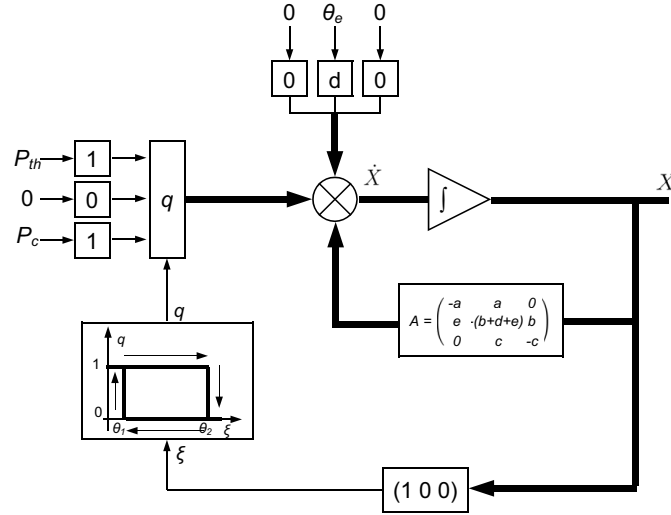 0 θe 0
0 d 0
Pth 1
0 0
Pc 1
q
Ẋ
∫
X
A = ( -a a 0
e -(b+d+e) b
0 c -c )
q
q
1
0
θ1 θ2 ξ
ξ
(1 0 0)